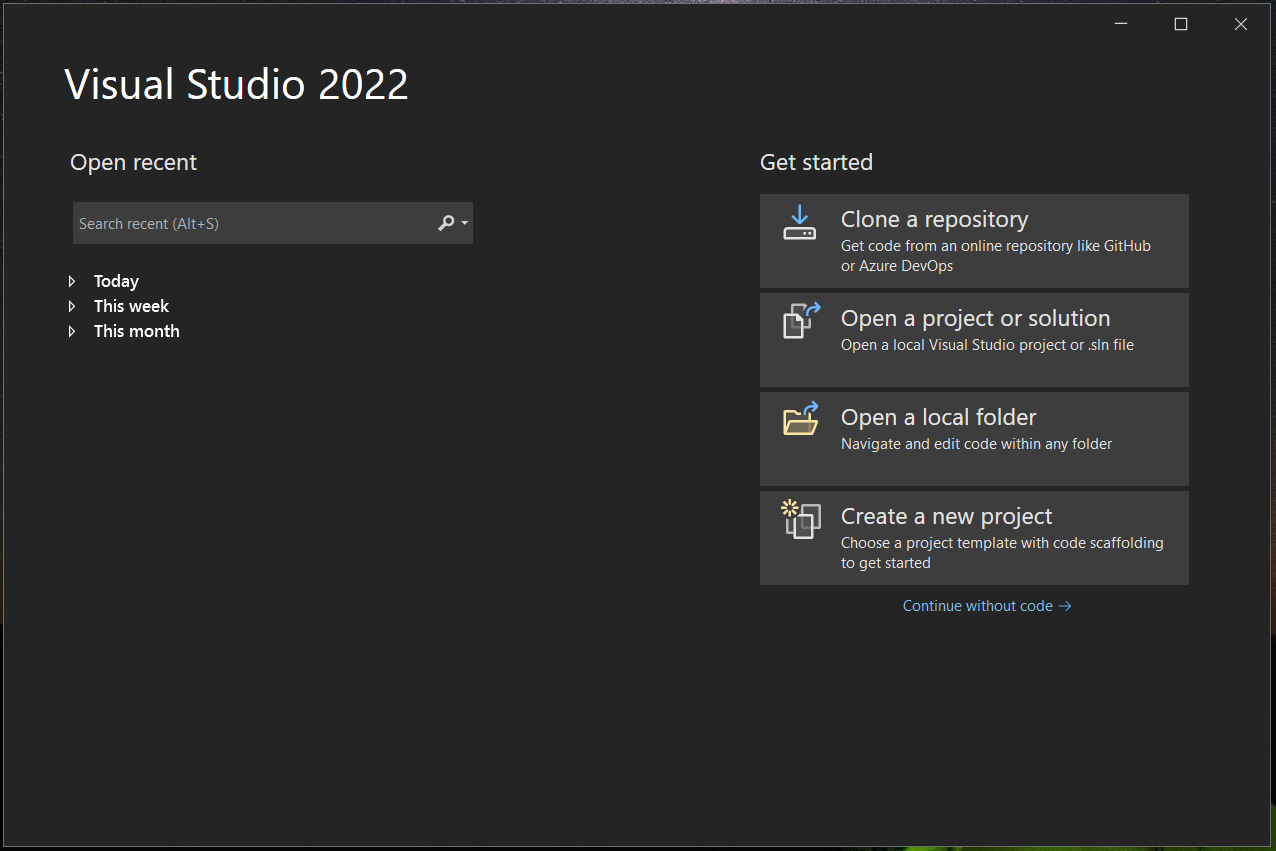 Visual Studio 2022
Open recent
Search recent (Alt+S)
Today
This week
This month
Get started
Clone a repository
Get code from an online repository like GitHub
or Azure DevOps
Open a project or solution
Open a local Visual Studio project or .sln file
Open a local folder
Navigate and edit code within any folder
Create a new project
Choose a project template with code scaffolding
to get started
Continue without code →